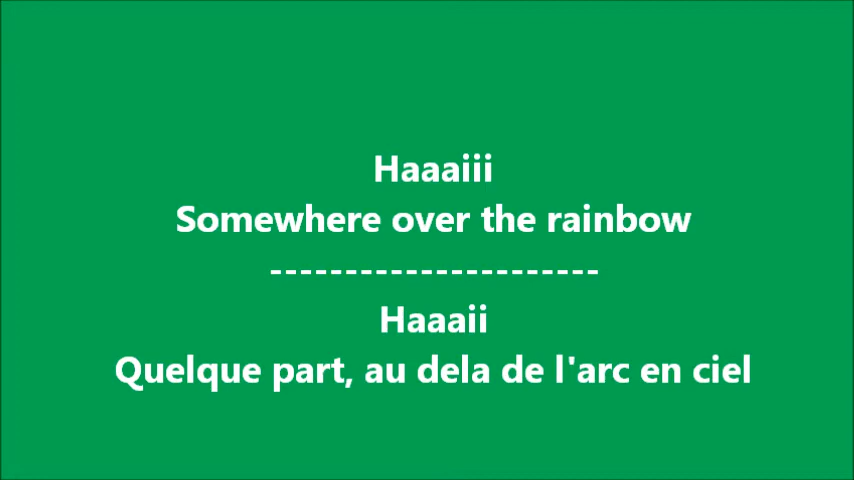 Haaaiii
Somewhere over the rainbow
----------------------
Haaaii
Quelque part, au dela de l'arc en ciel